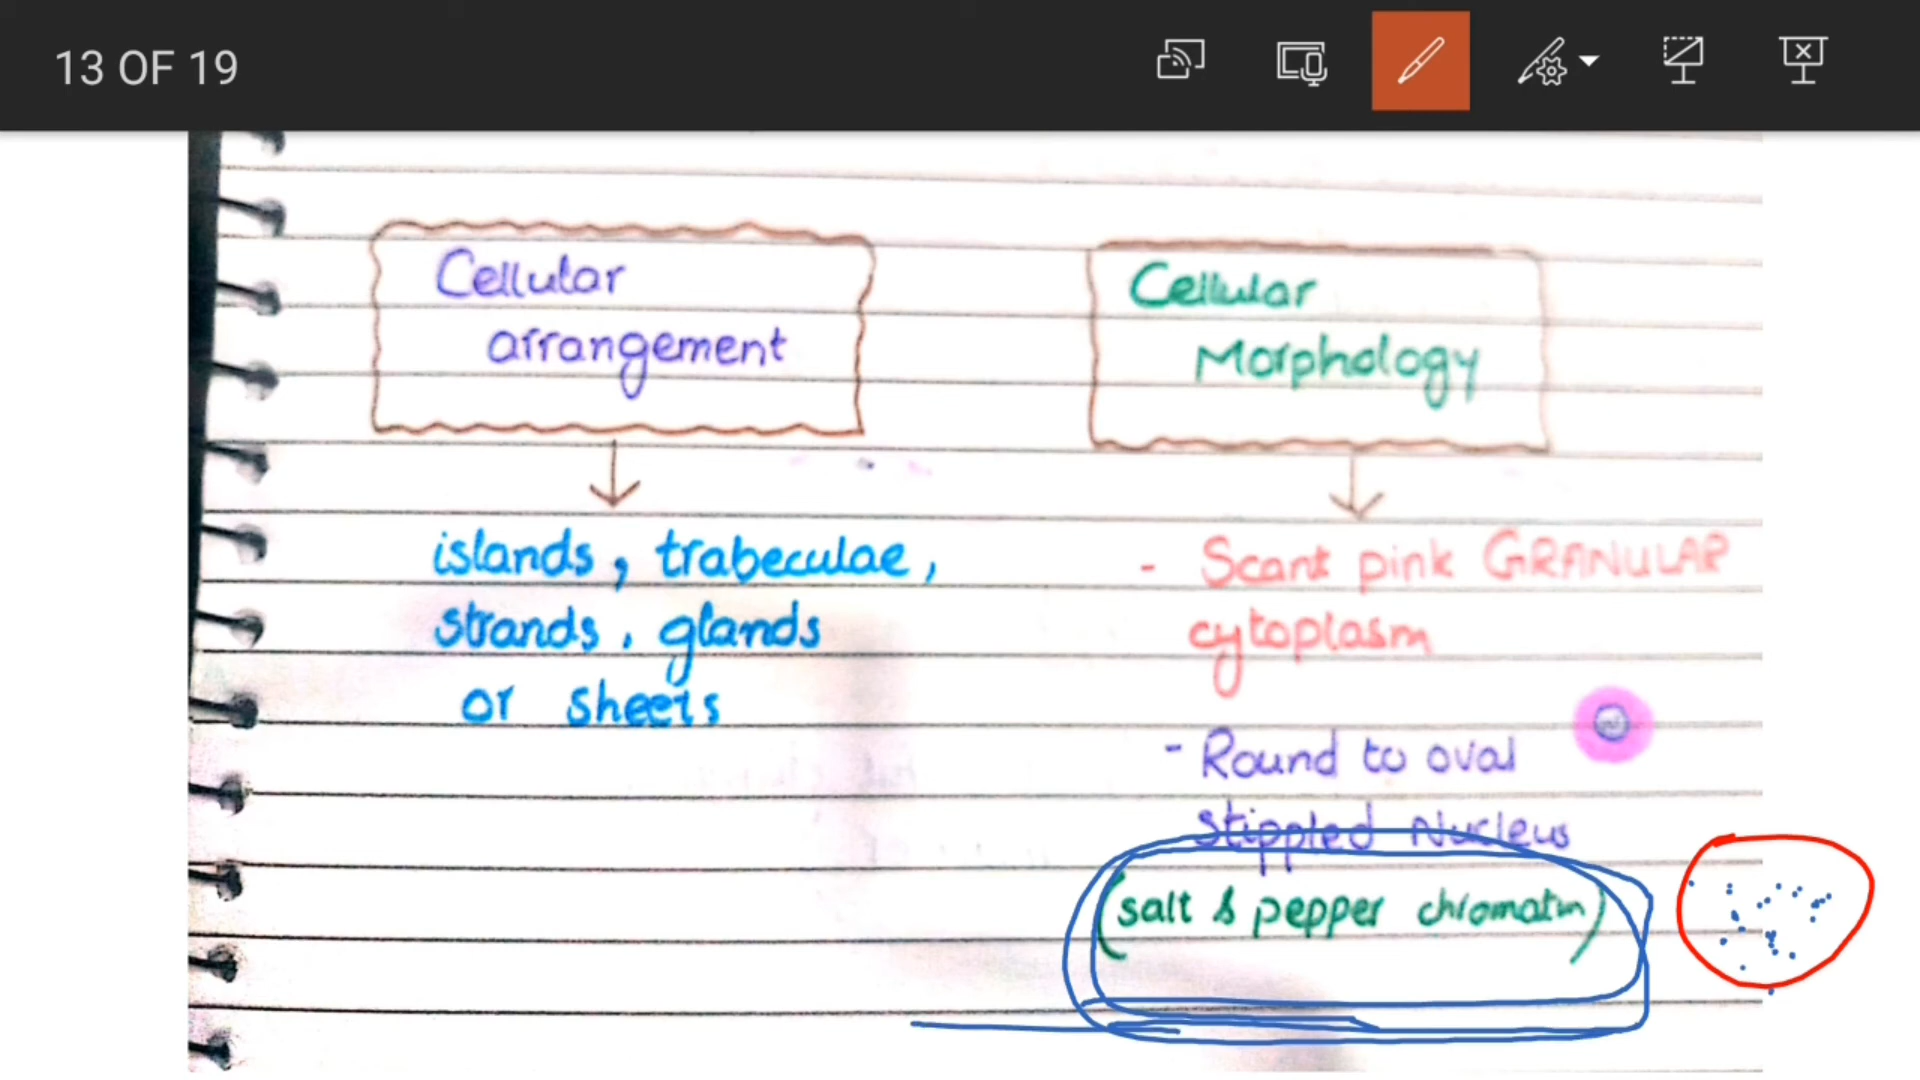 13 OF 19
Cellular
arrangement
islands, trabeculae,
strands, glands
or sheets
Cellular
Morphology
- Scant pink GRANULAR
cytoplasm
- Round to oval
stippled Nucleus
(salt & pepper chromatin)